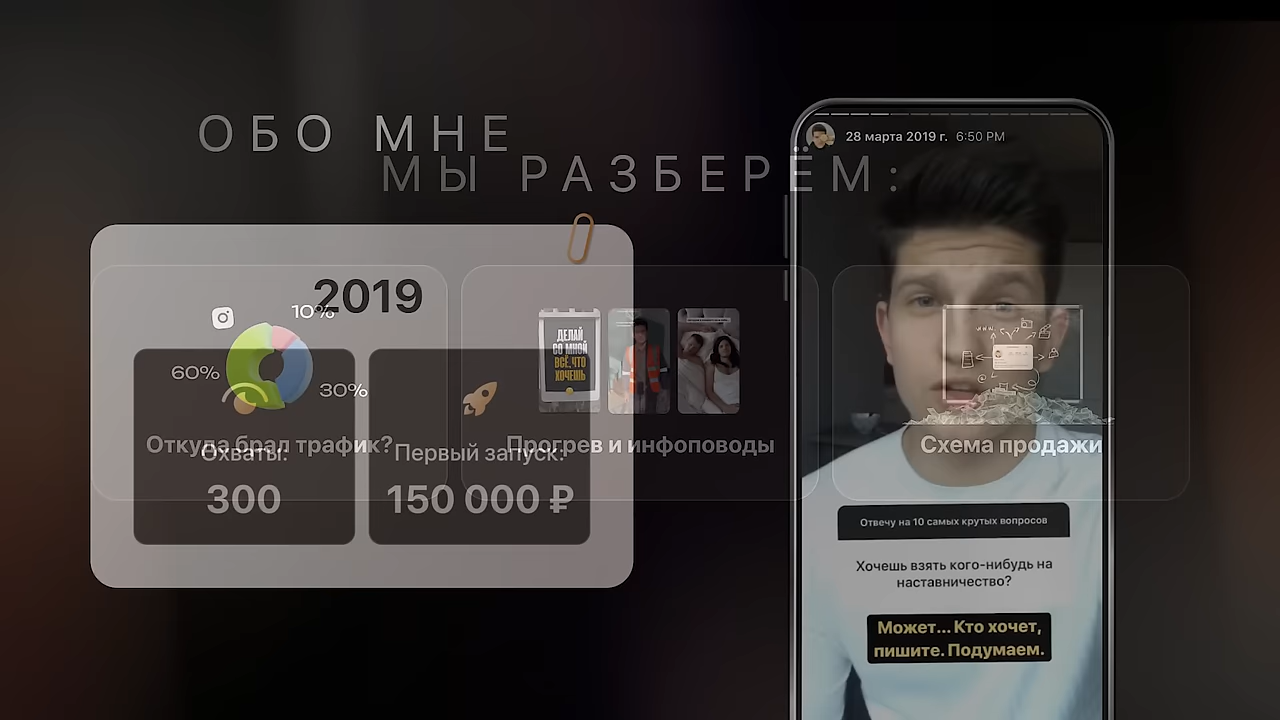 ОБО МНЕ
МЫ РАЗБЕРЁМ:
2019
10%
60%
30%
Откуда брал трафик?
Охваты:
300
Первый запуск:
150 000 ₽
ДЕЛАЙ
СО МНОЙ
ВСЁ, ЧТО
ХОЧЕШЬ
Прогрев и инфоповоды
28 марта 2019 г. 6:50 PM
www.
Схема продажи
Отвечу на 10 самых крутых вопросов
Хочешь взять кого-нибудь на
наставничество?
Может... Кто хочет,
пишите. Подумаем.